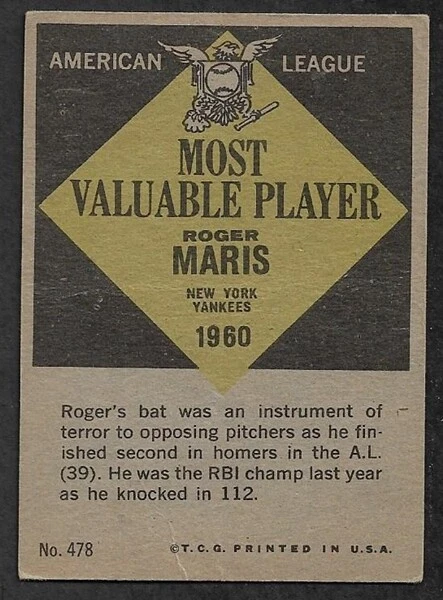 AMERICAN LEAGUE
MOST
VALUABLE PLAYER
ROGER
MARIS
NEW YORK
YANKEES
1960
Roger's bat was an instrument of
terror to opposing pitchers as he fin-
ished second in homers in the A.L.
(39). He was the RBI champ last year
as he knocked in 112.
No. 478 ©T.C.G. PRINTED IN U.S.A.